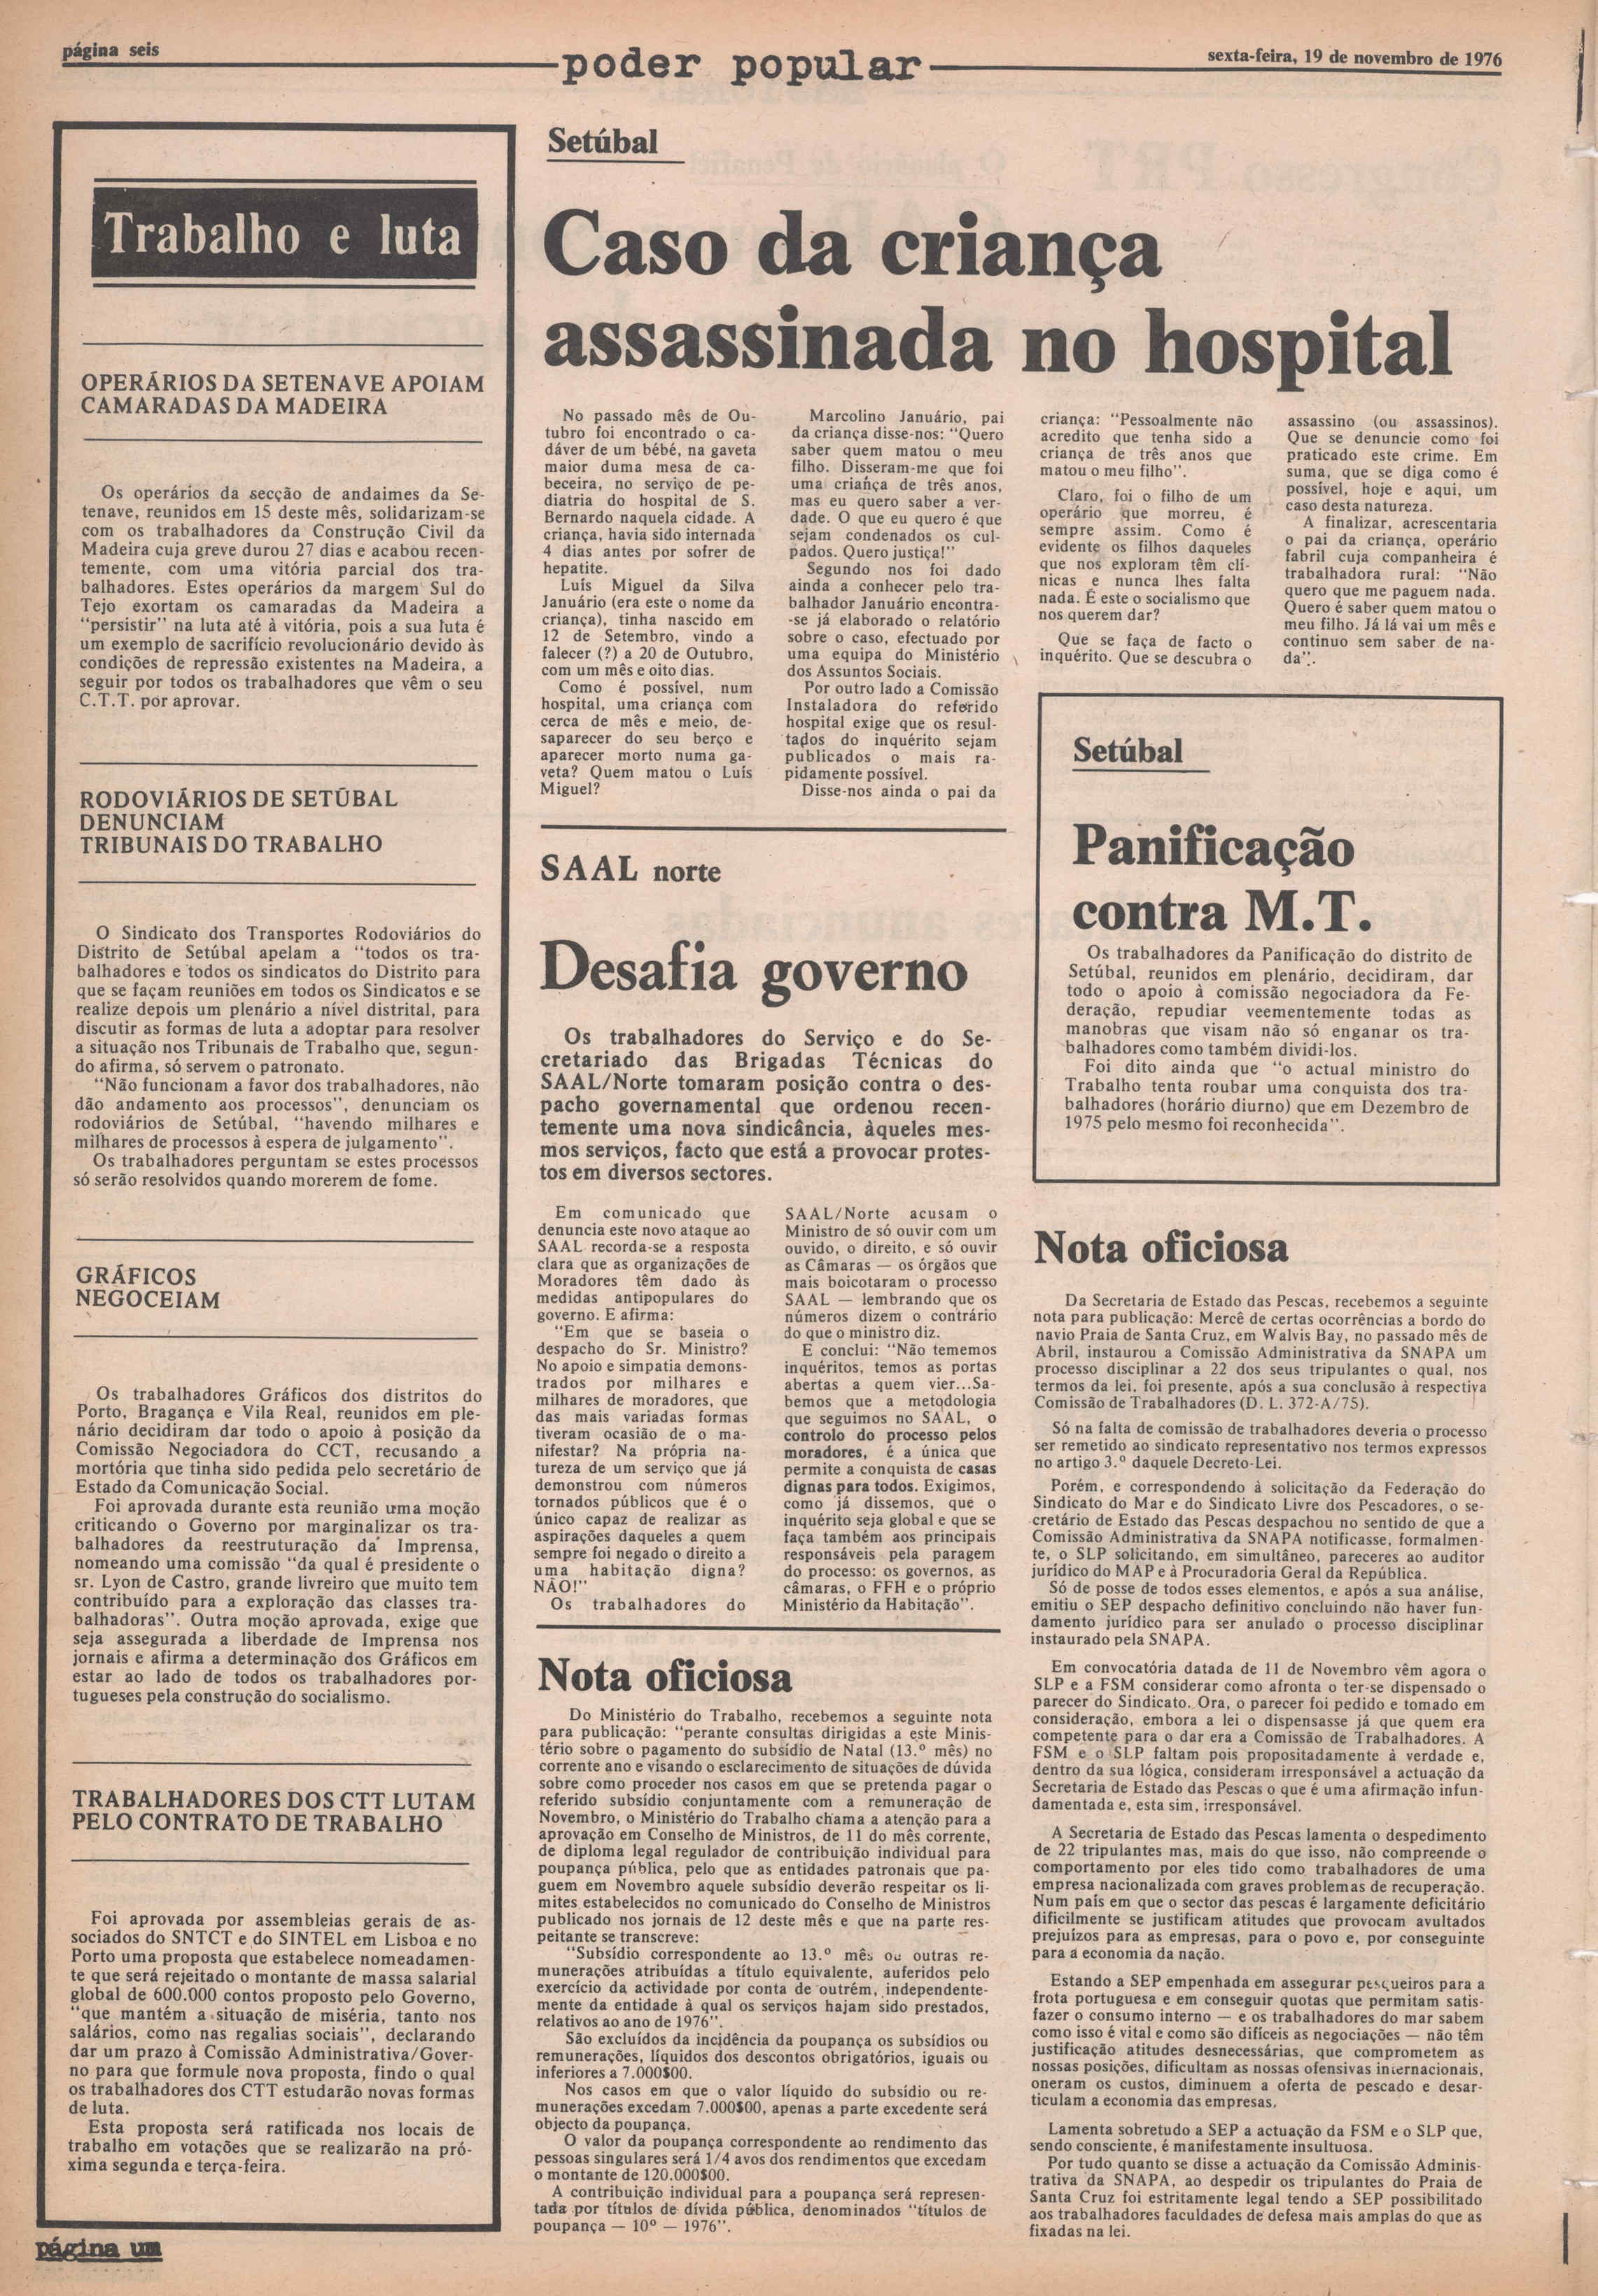 página seis
poder popular
sexta-feira, 19 de novembro de 1976
Trabalho e luta
OPERÁRIOS DA SETENAVE APOIAM
CAMARADAS DA MADEIRA
Os operários da secção de andaimes da Se-
tenave, reunidos em 15 deste mês, solidarizam-se
com os trabalhadores da Construção Civil da
Madeira cuja greve durou 27 dias e acabou recen-
temente, com uma vitória parcial dos tra-
balhadores. Estes operários da margem Sul do
Tejo exortam os camaradas da Madeira a
"persistir" na luta até à vitória, pois a sua luta é
um exemplo de sacrifício revolucionário devido às
condições de repressão existentes na Madeira, a
seguir por todos os trabalhadores que vêm o seu
C.T.T. por aprovar.
RODOVIÁRIOS DE SETÚBAL
DENUNCIAM
TRIBUNAIS DO TRABALHO
O Sindicato dos Transportes Rodoviários do
Distrito de Setúbal apelam a "todos os tra-
balhadores e todos os sindicatos do Distrito para
que se façam reuniões em todos os Sindicatos e se
realize depois um plenário a nível distrital, para
discutir as formas de luta a adoptar para resolver
a situação nos Tribunais de Trabalho que, segun-
do afirma, só servem o patronato.
"Não funcionam a favor dos trabalhadores, não
dão andamento aos processos", denunciam os
rodoviários de Setúbal, "havendo milhares e
milhares de processos à espera de julgamento".
Os trabalhadores perguntam se estes processos
só serão resolvidos quando morerem de fome.
GRÁFICOS
NEGOCEIAM
Os trabalhadores Gráficos dos distritos do
Porto, Bragança e Vila Real, reunidos em ple-
nário decidiram dar todo o apoio à posição da
Comissão Negociadora do CCT, recusando a
mortória que tinha sido pedida pelo secretário de
Estado da Comunicação Social.
Foi aprovada durante esta reunião uma moção
criticando o Governo por marginalizar os tra-
balhadores da reestruturação da Imprensa,
nomeando uma comissão "da qual é presidente o
sr. Lyon de Castro, grande livreiro que muito tem
contribuído para a exploração das classes tra-
balhadoras". Outra moção aprovada, exige que
seja assegurada a liberdade de Imprensa nos
jornais e afirma a determinação dos Gráficos em
estar ao lado de todos os trabalhadores por-
tugueses pela construção do socialismo.
TRABALHADORES DOS CTT LUTAM
PELO CONTRATO DE TRABALHO
Foi aprovada por assembleias gerais de as-
sociados do SNTCT e do SINTEL em Lisboa e no
Porto uma proposta que estabelece nomeadamen-
te que será rejeitado o montante de massa salarial
global de 600.000 contos proposto pelo Governo,
"que mantém a situação de miséria, tanto nos
salários, como nas regalias sociais", declarando
dar um prazo à Comissão Administrativa/Gover-
no para que formule nova proposta, findo o qual
os trabalhadores dos CTT estudarão novas formas
de luta.
Esta proposta será ratificada nos locais de
trabalho em votações que se realizarão na pró-
xima segunda e terça-feira.
Setúbal
Caso da criança
assassinada no hospital
No passado mês de Ou-
tubro foi encontrado o ca-
dáver de um bébé, na gaveta
maior duma mesa de ca-
beceira, no serviço de pe-
diatria do hospital de S.
Bernardo naquela cidade. A
criança, havia sido internada
4 dias antes por sofrer de
hepatite.
Luís Miguel da Silva
Januário (era este o nome da
criança), tinha nascido em
12 de Setembro, vindo a
falecer (?) a 20 de Outubro,
com um mês e oito dias.
Como é possível, num
hospital, uma criança com
cerca de mês e meio, de-
saparecer do seu berço e
aparecer morto numa ga-
veta? Quem matou o Luís
Miguel?
Marcolino Januário, pai
da criança disse-nos: "Quero
saber quem matou o meu
filho. Disseram-me que foi
uma criança de três anos,
mas eu quero saber a ver-
dade. O que eu quero é que
sejam condenados os cul-
pados. Quero justiça!"
Segundo nos foi dado
ainda a conhecer pelo tra-
balhador Januário encontra-
-se já elaborado o relatório
sobre o caso, efectuado por
uma equipa do Ministério
dos Assuntos Sociais.
Por outro lado a Comissão
Instaladora do referido
hospital exige que os resul-
tados do inquérito sejam
publicados o mais ra-
pidamente possível.
Disse-nos ainda o pai da
criança: "Pessoalmente não
acredito que tenha sido a
criança de três anos que
matou o meu filho".
Claro, foi o filho de um
operário que morreu, é
sempre assim. Como é
evidente os filhos daqueles
que nos exploram têm clí-
nicas e nunca lhes falta
nada. É este o socialismo que
nos querem dar?
Que se faça de facto o
inquérito. Que se descubra o
assassino (ou assassinos).
Que se denuncie como foi
praticado este crime. Em
suma, que se diga como é
possível, hoje e aqui, um
caso desta natureza.
A finalizar, acrescentaria
o pai da criança, operário
fabril cuja companheira é
trabalhadora rural: "Não
quero que me paguem nada.
Quero é saber quem matou o
meu filho. Já lá vai um mês e
continuo sem saber de na-
da".
SAAL norte
Desafia governo
Os trabalhadores do Serviço e do Se-
cretariado das Brigadas Técnicas do
SAAL/Norte tomaram posição contra o des-
pacho governamental que ordenou recen-
temente uma nova sindicância, àqueles mes-
mos serviços, facto que está a provocar protes-
tos em diversos sectores.
Em comunicado que
denuncia este novo ataque ao
SAAL recorda-se a resposta
clara que as organizações de
Moradores têm dado às
medidas antipopulares do
governo. E afirma:
"Em que se baseia o
despacho do Sr. Ministro?
No apoio e simpatia demons-
trados por milhares e
milhares de moradores, que
das mais variadas formas
tiveram ocasião de o ma-
nifestar? Na própria na-
tureza de um serviço que já
demonstrou com números
tornados públicos que é o
único capaz de realizar as
aspirações daqueles a quem
sempre foi negado o direito a
uma habitação digna?
NÃO!"
Os trabalhadores do
SAAL/Norte acusam o
Ministro de só ouvir com um
ouvido, o direito, e só ouvir
as Câmaras — os órgãos que
mais boicotaram o processo
SAAL — lembrando que os
números dizem o contrário
do que o ministro diz.
E conclui: "Não tememos
inquéritos, temos as portas
abertas a quem vier...Sa-
bemos que a metodologia
que seguimos no SAAL, o
controlo do processo pelos
moradores, é a única que
permite a conquista de casas
dignas para todos. Exigimos,
como já dissemos, que o
inquérito seja global e que se
faça também aos principais
responsáveis pela paragem
do processo: os governos, as
câmaras, o FFH e o próprio
Ministério da Habitação".
Nota oficiosa
Do Ministério do Trabalho, recebemos a seguinte nota
para publicação: "perante consultas dirigidas a este Minis-
tério sobre o pagamento do subsídio de Natal (13.º mês) no
corrente ano e visando o esclarecimento de situações de dúvida
sobre como proceder nos casos em que se pretenda pagar o
referido subsídio conjuntamente com a remuneração de
Novembro, o Ministério do Trabalho chama a atenção para a
aprovação em Conselho de Ministros, de 11 do mês corrente,
de diploma legal regulador de contribuição individual para
poupança pública, pelo que as entidades patronais que pa-
guem em Novembro aquele subsídio deverão respeitar os li-
mites estabelecidos no comunicado do Conselho de Ministros
publicado nos jornais de 12 deste mês e que na parte res-
peitante se transcreve:
"Subsídio correspondente ao 13.º mês ou outras re-
munerações atribuídas a título equivalente, auferidos pelo
exercício da actividade por conta de outrém, independente-
mente da entidade à qual os serviços hajam sido prestados,
relativos ao ano de 1976".
São excluídos da incidência da poupança os subsídios ou
remunerações, líquidos dos descontos obrigatórios, iguais ou
inferiores a 7.000$00.
Nos casos em que o valor líquido do subsídio ou re-
munerações excedam 7.000$00, apenas a parte excedente será
objecto da poupança.
O valor da poupança correspondente ao rendimento das
pessoas singulares será 1/4 avos dos rendimentos que excedam
o montante de 120.000$00.
A contribuição individual para a poupança será represen-
tada por títulos de dívida pública, denominados "títulos de
poupança — 10º — 1976".
Setúbal
Panificação
contra M.T.
Os trabalhadores da Panificação do distrito de
Setúbal, reunidos em plenário, decidiram, dar
todo o apoio à comissão negociadora da Fe-
deração, repudiar veementemente todas as
manobras que visam não só enganar os tra-
balhadores como também dividi-los.
Foi dito ainda que "o actual ministro do
Trabalho tenta roubar uma conquista dos tra-
balhadores (horário diurno) que em Dezembro de
1975 pelo mesmo foi reconhecida".
Nota oficiosa
Da Secretaria de Estado das Pescas, recebemos a seguinte
nota para publicação: Mercê de certas ocorrências a bordo do
navio Praia de Santa Cruz, em Walvis Bay, no passado mês de
Abril, instaurou a Comissão Administrativa da SNAPA um
processo disciplinar a 22 dos seus tripulantes o qual, nos
termos da lei, foi presente, após a sua conclusão à respectiva
Comissão de Trabalhadores (D. L. 372-A/75).
Só na falta de comissão de trabalhadores deveria o processo
ser remetido ao sindicato representativo nos termos expressos
no artigo 3.º daquele Decreto-Lei.
Porém, e correspondendo à solicitação da Federação do
Sindicato do Mar e do Sindicato Livre dos Pescadores, o se-
cretário de Estado das Pescas despachou no sentido de que a
Comissão Administrativa da SNAPA notificasse, formalmen-
te, o SLP solicitando, em simultâneo, pareceres ao auditor
jurídico do MAP e à Procuradoria Geral da República.
Só de posse de todos esses elementos, e após a sua análise,
emitiu o SEP despacho definitivo concluindo não haver fun-
damento jurídico para ser anulado o processo disciplinar
instaurado pela SNAPA.
Em convocatória datada de 11 de Novembro vêm agora o
SLP e a FSM considerar como afronta o ter-se dispensado o
parecer do Sindicato. Ora, o parecer foi pedido e tomado em
consideração, embora a lei o dispensasse já que quem era
competente para o dar era a Comissão de Trabalhadores. A
FSM e o SLP faltam pois propositadamente à verdade e,
dentro da sua lógica, consideram irresponsável a actuação da
Secretaria de Estado das Pescas o que é uma afirmação infun-
damentada e, esta sim, irresponsável.
A Secretaria de Estado das Pescas lamenta o despedimento
de 22 tripulantes mas, mais do que isso, não compreende o
comportamento por eles tido como trabalhadores de uma
empresa nacionalizada com graves problemas de recuperação.
Num país em que o sector das pescas é largamente deficitário
dificilmente se justificam atitudes que provocam avultados
prejuízos para as empresas, para o povo e, por conseguinte
para a economia da nação.
Estando a SEP empenhada em assegurar pesqueiros para a
frota portuguesa e em conseguir quotas que permitam satis-
fazer o consumo interno — e os trabalhadores do mar sabem
como isso é vital e como são difíceis as negociações — não têm
justificação atitudes desnecessárias, que comprometem as
nossas posições, dificultam as nossas ofensivas internacionais,
oneram os custos, diminuem a oferta de pescado e desar-
ticulam a economia das empresas.
Lamenta sobretudo a SEP a actuação da FSM e o SLP que,
sendo consciente, é manifestamente insultuosa.
Por tudo quanto se disse a actuação da Comissão Adminis-
trativa da SNAPA, ao despedir os tripulantes do Praia de
Santa Cruz foi estritamente legal tendo a SEP possibilitado
aos trabalhadores faculdades de defesa mais amplas do que as
fixadas na lei.
página um